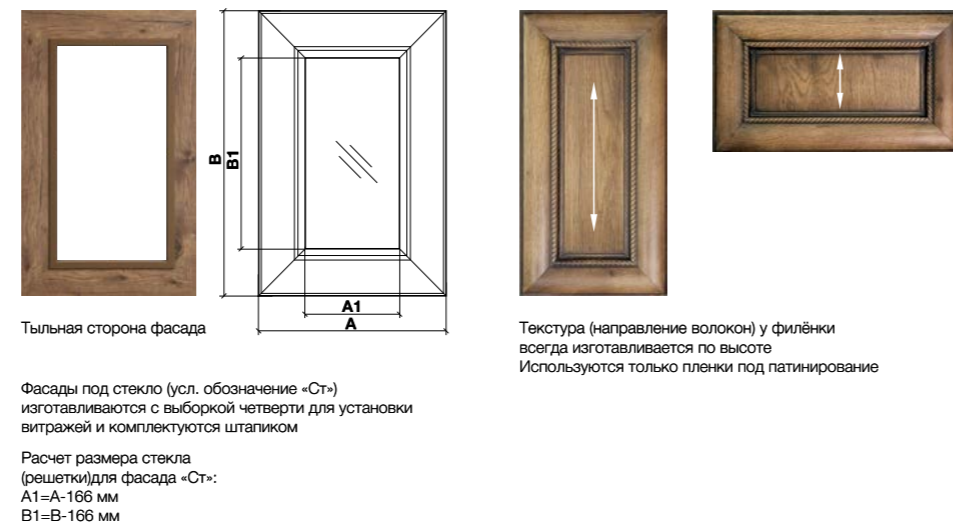 B
B1
A1
A
Тыльная сторона фасада
Фасады под стекло (усл. обозначение «Ст»)
изготавливаются с выборкой четверти для установки
витражей и комплектуются штапиком
Расчет размера стекла
(решетки)для фасада «Ст»:
A1=A-166 мм
B1=B-166 мм
Текстура (направление волокон) у филёнки
всегда изготавливается по высоте
Используются только пленки под патинирование